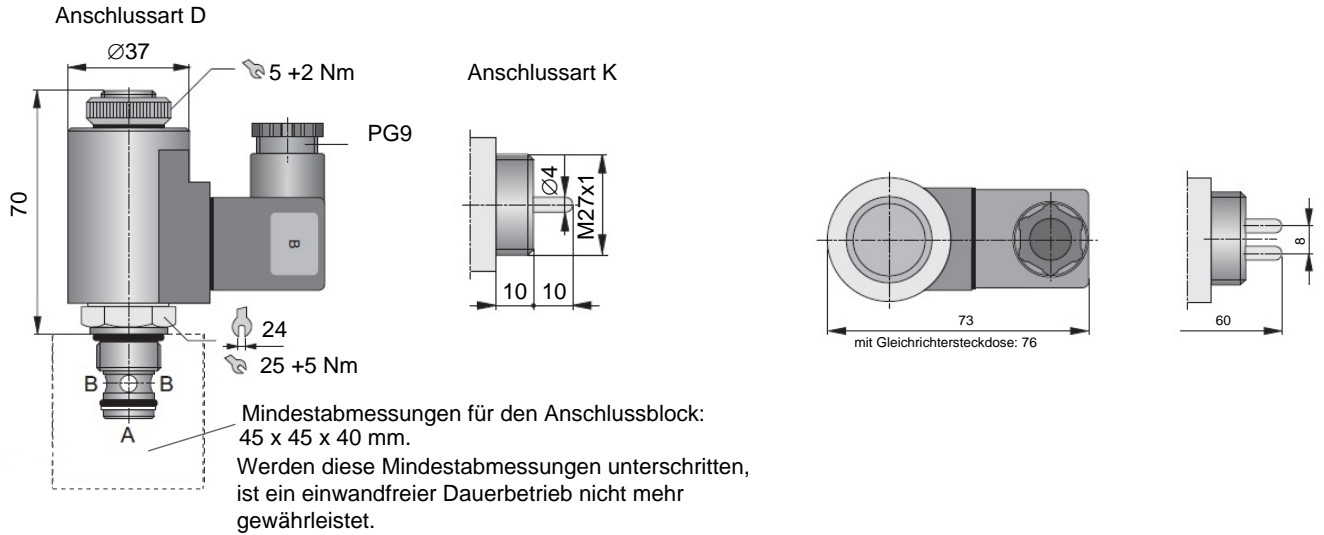 Anschlussart D
∅37
5 +2 Nm
Anschlussart K
PG9
70
B
∅4
M27x1
10
10
8
24
25 +5 Nm
73
mit Gleichrichtersteckdose: 76
60
B
B
A
Mindestabmessungen für den Anschlussblock:
45 x 45 x 40 mm.
Werden diese Mindestabmessungen unterschritten,
ist ein einwandfreier Dauerbetrieb nicht mehr
gewährleistet.